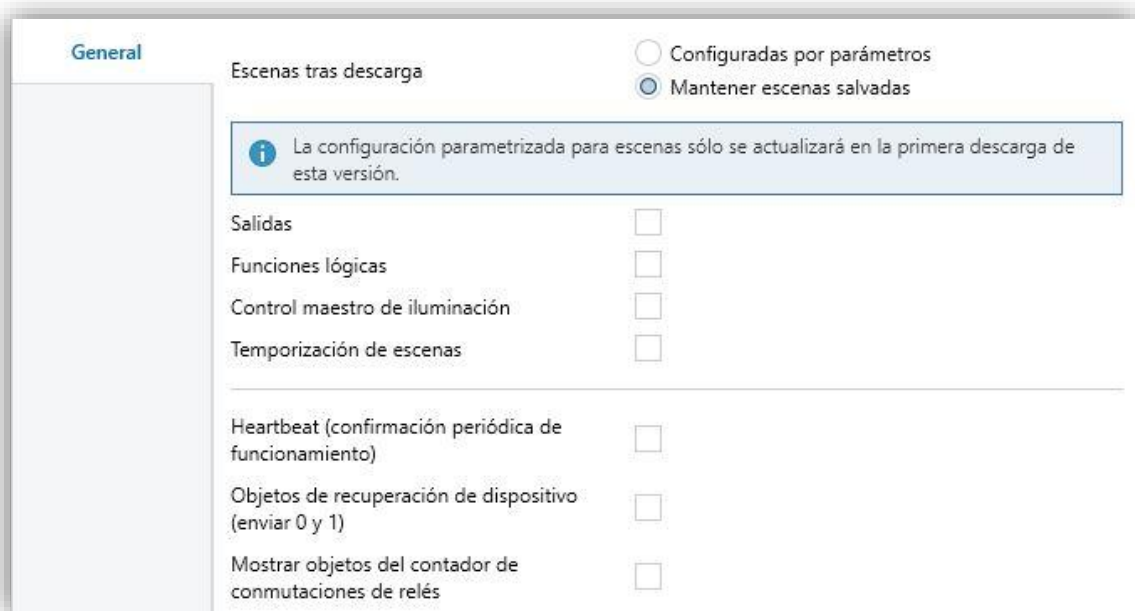 General
Escenas tras descarga
Configuradas por parámetros
Mantener escenas salvadas
La configuración parametrizada para escenas sólo se actualizará en la primera descarga de
esta versión.
Salidas
Funciones lógicas
Control maestro de iluminación
Temporización de escenas
Heartbeat (confirmación periódica de
funcionamiento)
Objetos de recuperación de dispositivo
(enviar 0 y 1)
Mostrar objetos del contador de
conmutaciones de relés